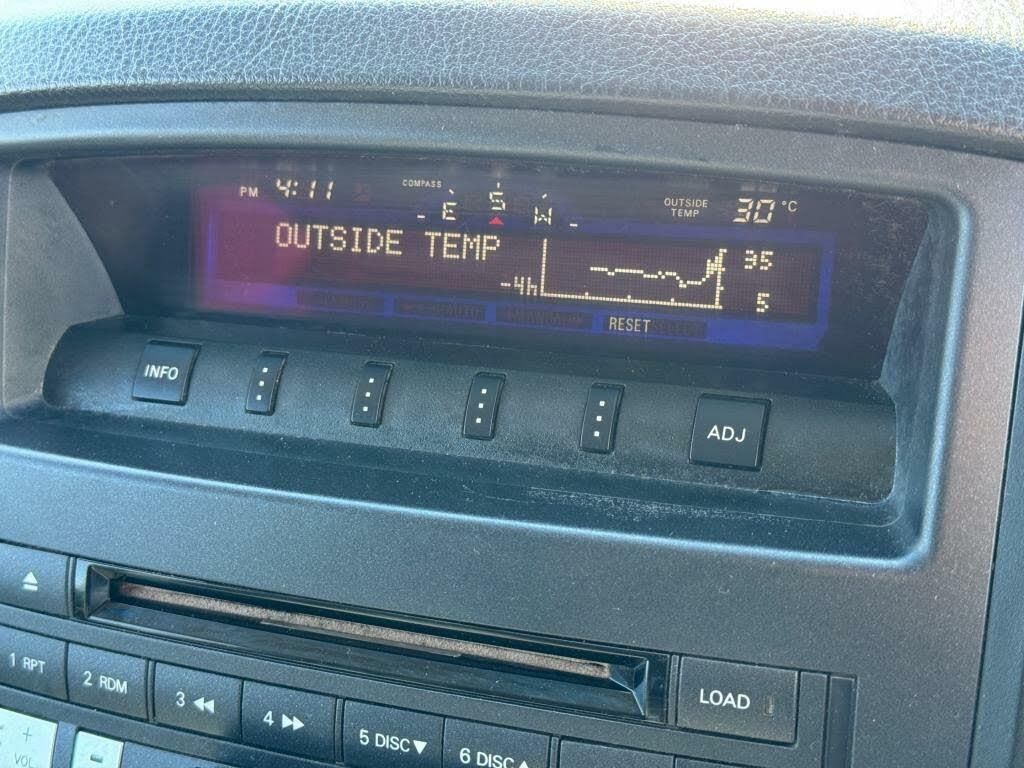 PM 4:11 COMPASS E S W OUTSIDE TEMP 30 °C
OUTSIDE TEMP 35
-4h 5
RESET
INFO ADJ
LOAD
1 RPT 2 RDM 3 ◀◀ 4 ▶▶ 5 DISC▼ 6 DISC▲
+ VOL −